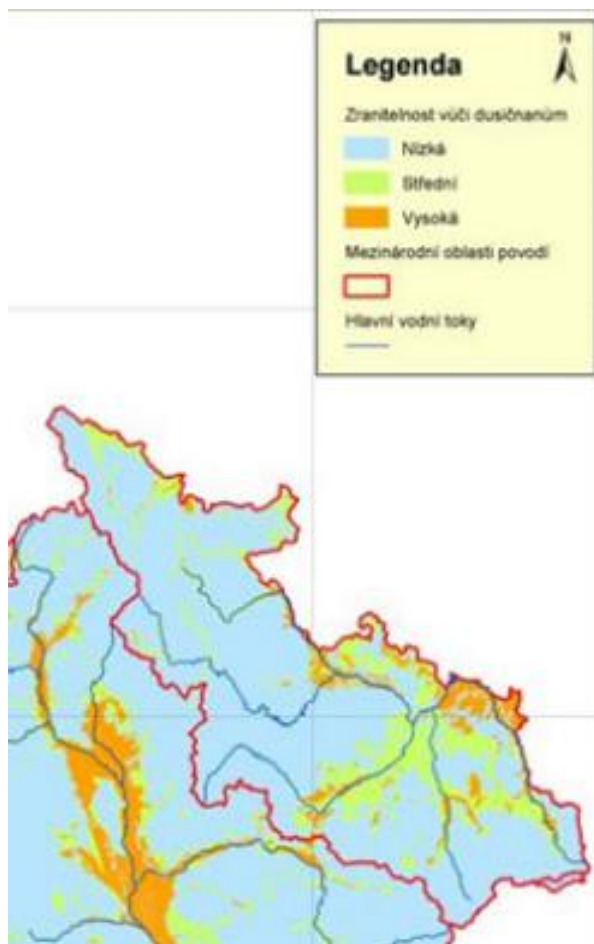 N
Legenda
Zranitelnost vůči dusičnanům
Nízká
Střední
Vysoká
Mezinárodní oblasti povodí
Hlavní vodní toky